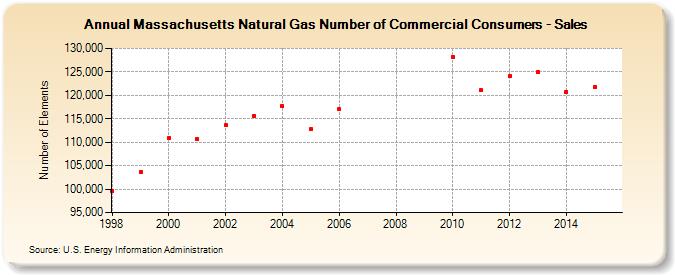 Annual Massachusetts Natural Gas Number of Commercial Consumers - Sales
Number of Elements
130,000
125,000
120,000
115,000
110,000
105,000
100,000
95,000
1998 2000 2002 2004 2006 2008 2010 2012 2014
Source: U.S. Energy Information Administration